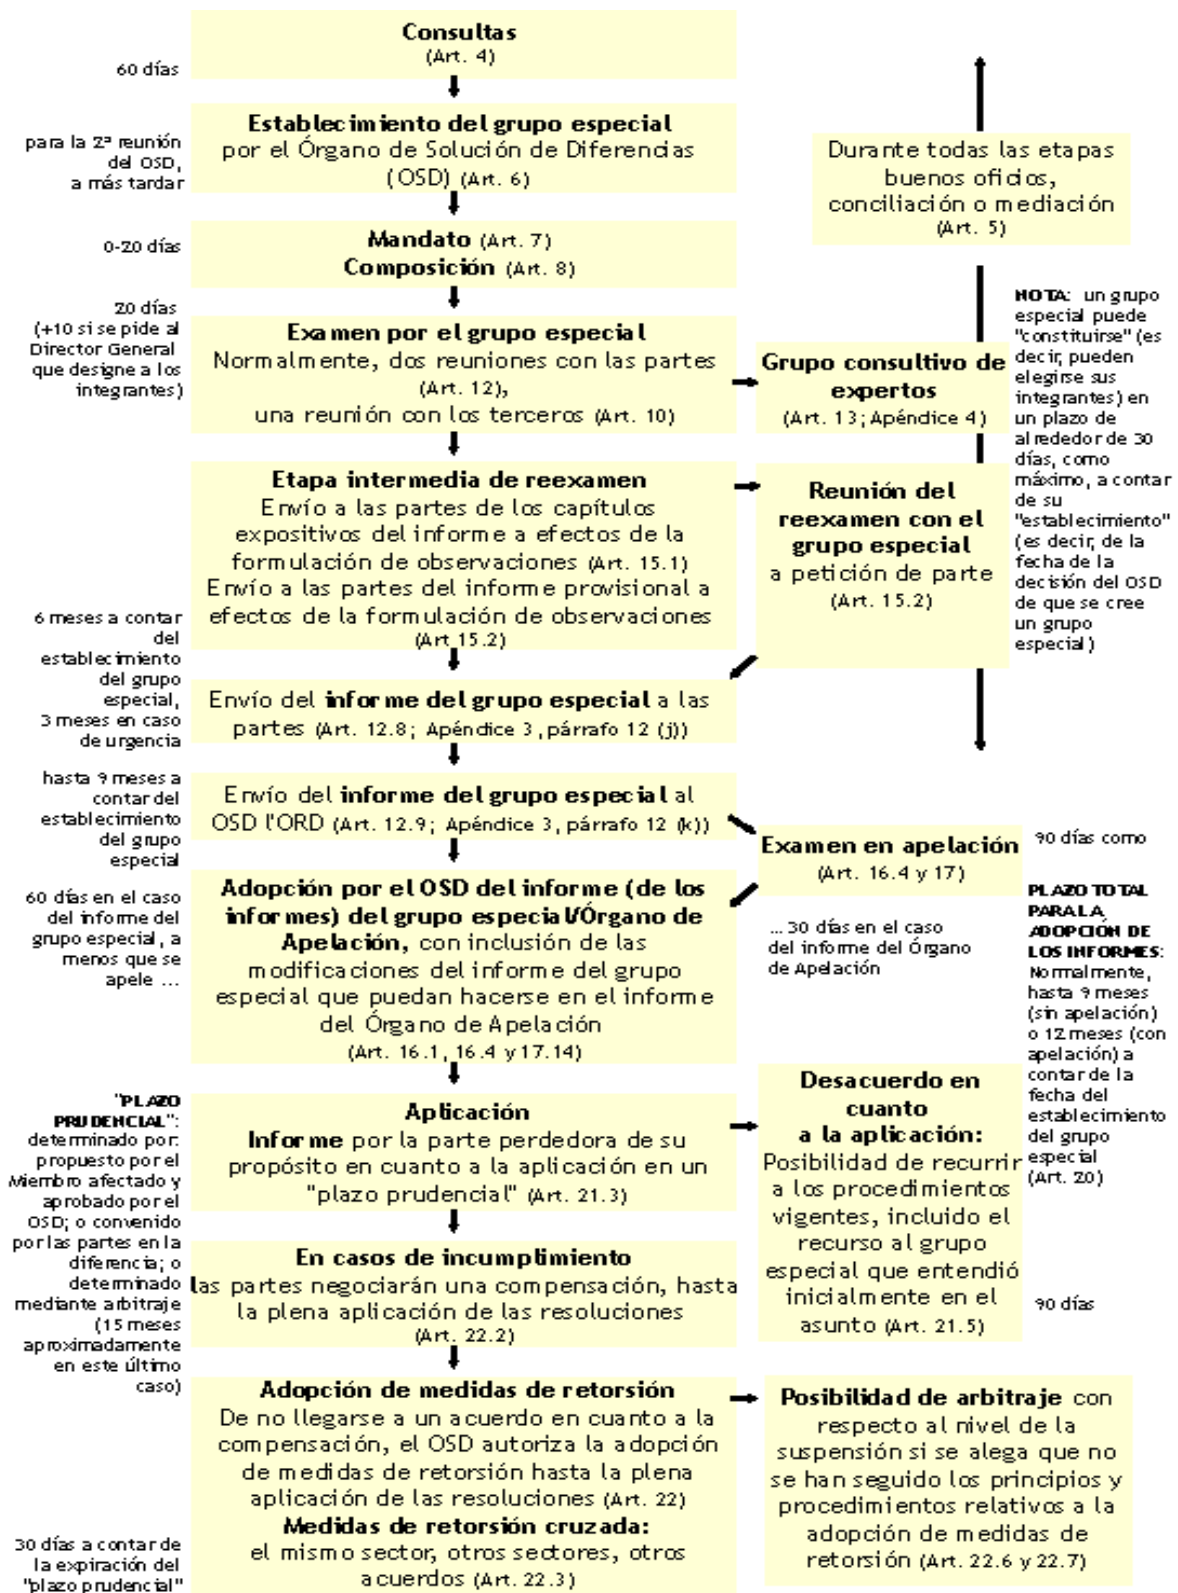 Consultas
(Art. 4)
60 días
Establecimiento del grupo especial
por el Órgano de Solución de Diferencias
(OSD) (Art. 6)
para la 2ª reunión
del OSD,
a más tardar
Durante todas las etapas
buenos oficios,
conciliación o mediación
(Art. 5)
0-20 días
Mandato (Art. 7)
Composición (Art. 8)
20 días
(+10 si se pide al
Director General
que designe a los
integrantes)
Examen por el grupo especial
Normalmente, dos reuniones con las partes
(Art. 12),
una reunión con los terceros (Art. 10)
Grupo consultivo de
expertos
(Art. 13; Apéndice 4)
NOTA: un grupo
especial puede
"constituirse" (es
decir, pueden
elegirse sus
integrantes) en
un plazo de
alrededor de 30
días, como
máximo, a contar
de su
"establecimiento"
(es decir, de la
fecha de la
decisión del OSD
de que se cree
un grupo
especial)
Etapa intermedia de reexamen
Envío a las partes de los capítulos
expositivos del informe a efectos de la
formulación de observaciones (Art. 15.1)
Envío a las partes del informe provisional a
efectos de la formulación de observaciones
(Art 15.2)
Reunión del
reexamen con el
grupo especial
a petición de parte
(Art. 15.2)
6 meses a contar
del
establecimiento
del grupo
especial,
3 meses en caso
de urgencia
Envío del informe del grupo especial a las
partes (Art. 12.8; Apéndice 3, párrafo 12 (j))
hasta 9 meses a
contar del
establecimiento
del grupo
especial
Envío del informe del grupo especial al
OSD l'ORD (Art. 12.9; Apéndice 3, párrafo 12 (k))
Examen en apelación
(Art. 16.4 y 17)
90 días como
60 días en el caso
del informe del
grupo especial, a
menos que se
apele ...
Adopción por el OSD del informe (de los
informes) del grupo especial/Órgano de
Apelación, con inclusión de las
modificaciones del informe del grupo
especial que puedan hacerse en el informe
del Órgano de Apelación
(Art. 16.1, 16.4 y 17.14)
... 30 días en el caso
del informe del Órgano
de Apelación
PLAZO TOTAL
PARA LA
ADOPCIÓN DE
LOS INFORMES:
Normalmente,
hasta 9 meses
(sin apelación)
o 12 meses (con
apelación) a
contar de la
fecha del
establecimiento
del grupo
especial
(Art. 20)
"PLAZO
PRUDENCIAL":
determinado por:
propuesto por el
Miembro afectado y
aprobado por el
OSD; o convenido
por las partes en la
diferencia; o
determinado
mediante arbitraje
(15 meses
aproximadamente
en este último
caso)
Aplicación
Informe por la parte perdedora de su
propósito en cuanto a la aplicación en un
"plazo prudencial" (Art. 21.3)
Desacuerdo en
cuanto
a la aplicación:
Posibilidad de recurrir
a los procedimientos
vigentes, incluido el
recurso al grupo
especial que entendió
inicialmente en el
asunto (Art. 21.5)
90 días
En casos de incumplimiento
las partes negociarán una compensación, hasta
la plena aplicación de las resoluciones
(Art. 22.2)
Adopción de medidas de retorsión
De no llegarse a un acuerdo en cuanto a la
compensación, el OSD autoriza la adopción
de medidas de retorsión hasta la plena
aplicación de las resoluciones (Art. 22)
Medidas de retorsión cruzada:
el mismo sector, otros sectores, otros
acuerdos (Art. 22.3)
Posibilidad de arbitraje con
respecto al nivel de la
suspensión si se alega que no
se han seguido los principios y
procedimientos relativos a la
adopción de medidas de
retorsión (Art. 22.6 y 22.7)
30 días a contar de
la expiración del
"plazo prudencial"